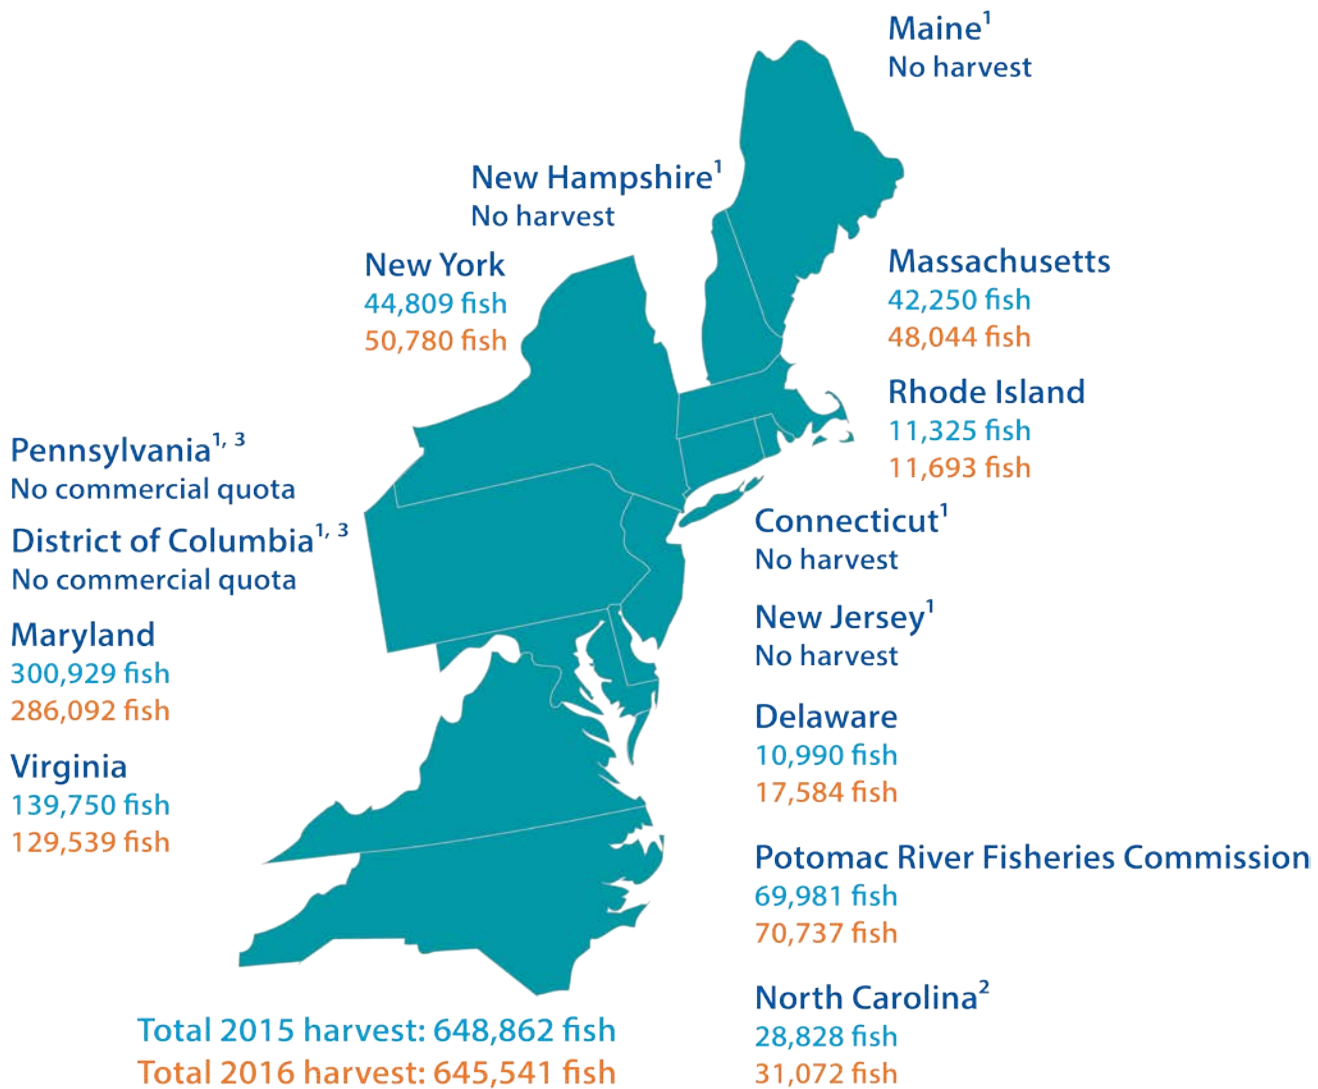 Maine¹
No harvest
New Hampshire¹
No harvest
New York
44,809 fish
50,780 fish
Massachusetts
42,250 fish
48,044 fish
Rhode Island
11,325 fish
11,693 fish
Pennsylvania¹, ³
No commercial quota
District of Columbia¹, ³
No commercial quota
Maryland
300,929 fish
286,092 fish
Virginia
139,750 fish
129,539 fish
Connecticut¹
No harvest
New Jersey¹
No harvest
Delaware
10,990 fish
17,584 fish
Potomac River Fisheries Commission
69,981 fish
70,737 fish
North Carolina²
28,828 fish
31,072 fish
Total 2015 harvest: 648,862 fish
Total 2016 harvest: 645,541 fish